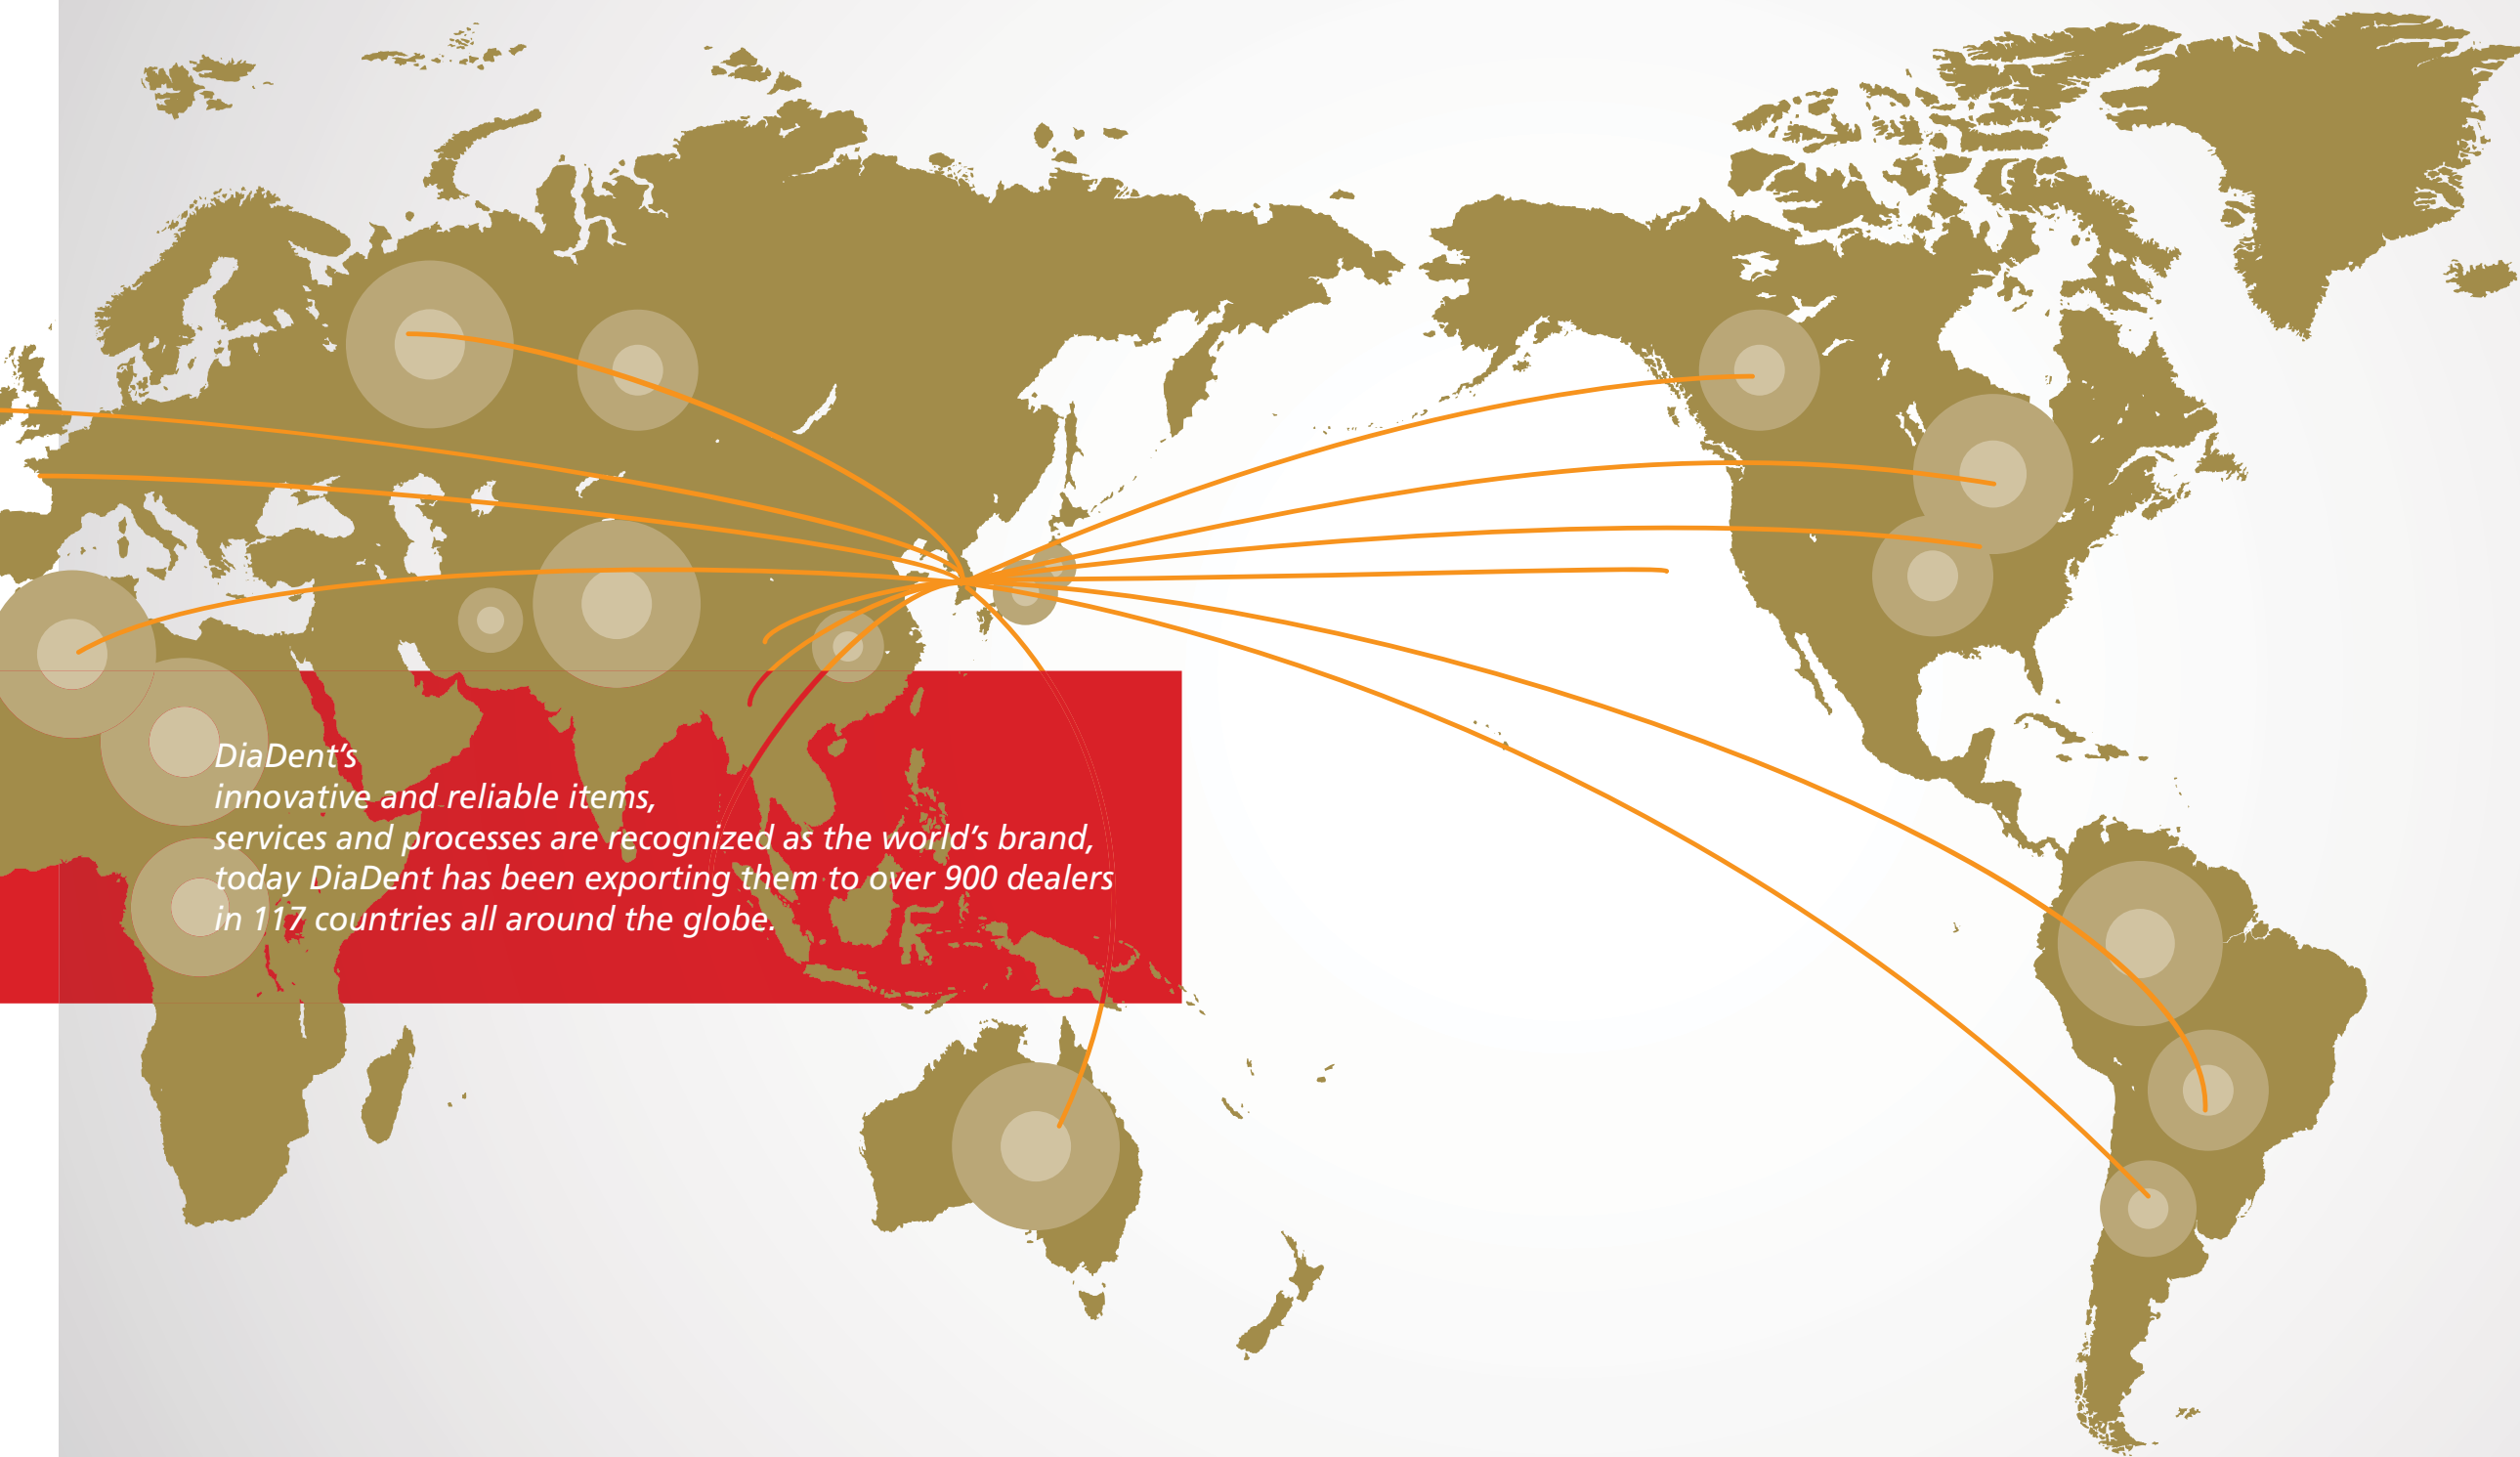 DiaDent’s
innovative and reliable items,
services and processes are recognized as the world’s brand,
today DiaDent has been exporting them to over 900 dealers
in 117 countries all around the globe.